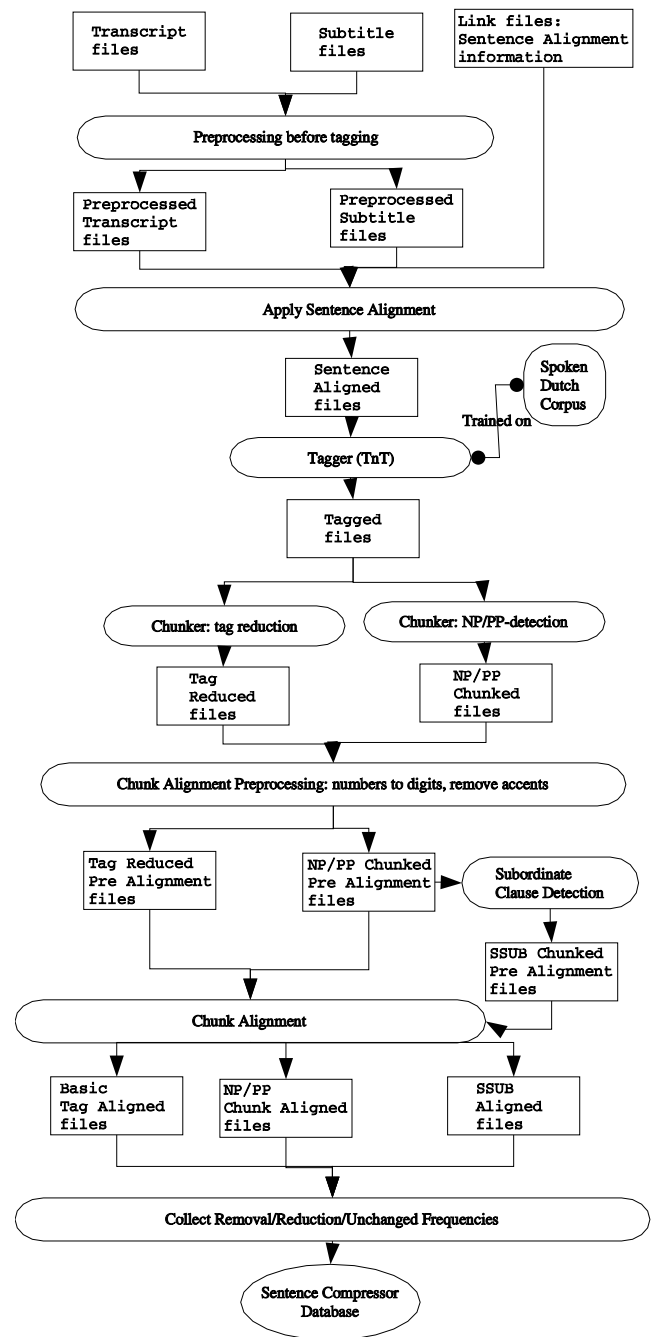 Transcript
files
Subtitle
files
Link files:
Sentence Alignment
information
Preprocessing before tagging
Preprocessed
Transcript
files
Preprocessed
Subtitle
files
Apply Sentence Alignment
Sentence
Aligned
files
Spoken
Dutch
Corpus
Trained on
Tagger (TnT)
Tagged
files
Chunker: tag reduction
Chunker: NP/PP-detection
Tag
Reduced
files
NP/PP
Chunked
files
Chunk Alignment Preprocessing: numbers to digits, remove accents
Tag Reduced
Pre Alignment
files
NP/PP Chunked
Pre Alignment
files
Subordinate
Clause Detection
SSUB Chunked
Pre Alignment
files
Chunk Alignment
Basic
Tag Aligned
files
NP/PP
Chunk Aligned
files
SSUB
Aligned
files
Collect Removal/Reduction/Unchanged Frequencies
Sentence Compressor
Database